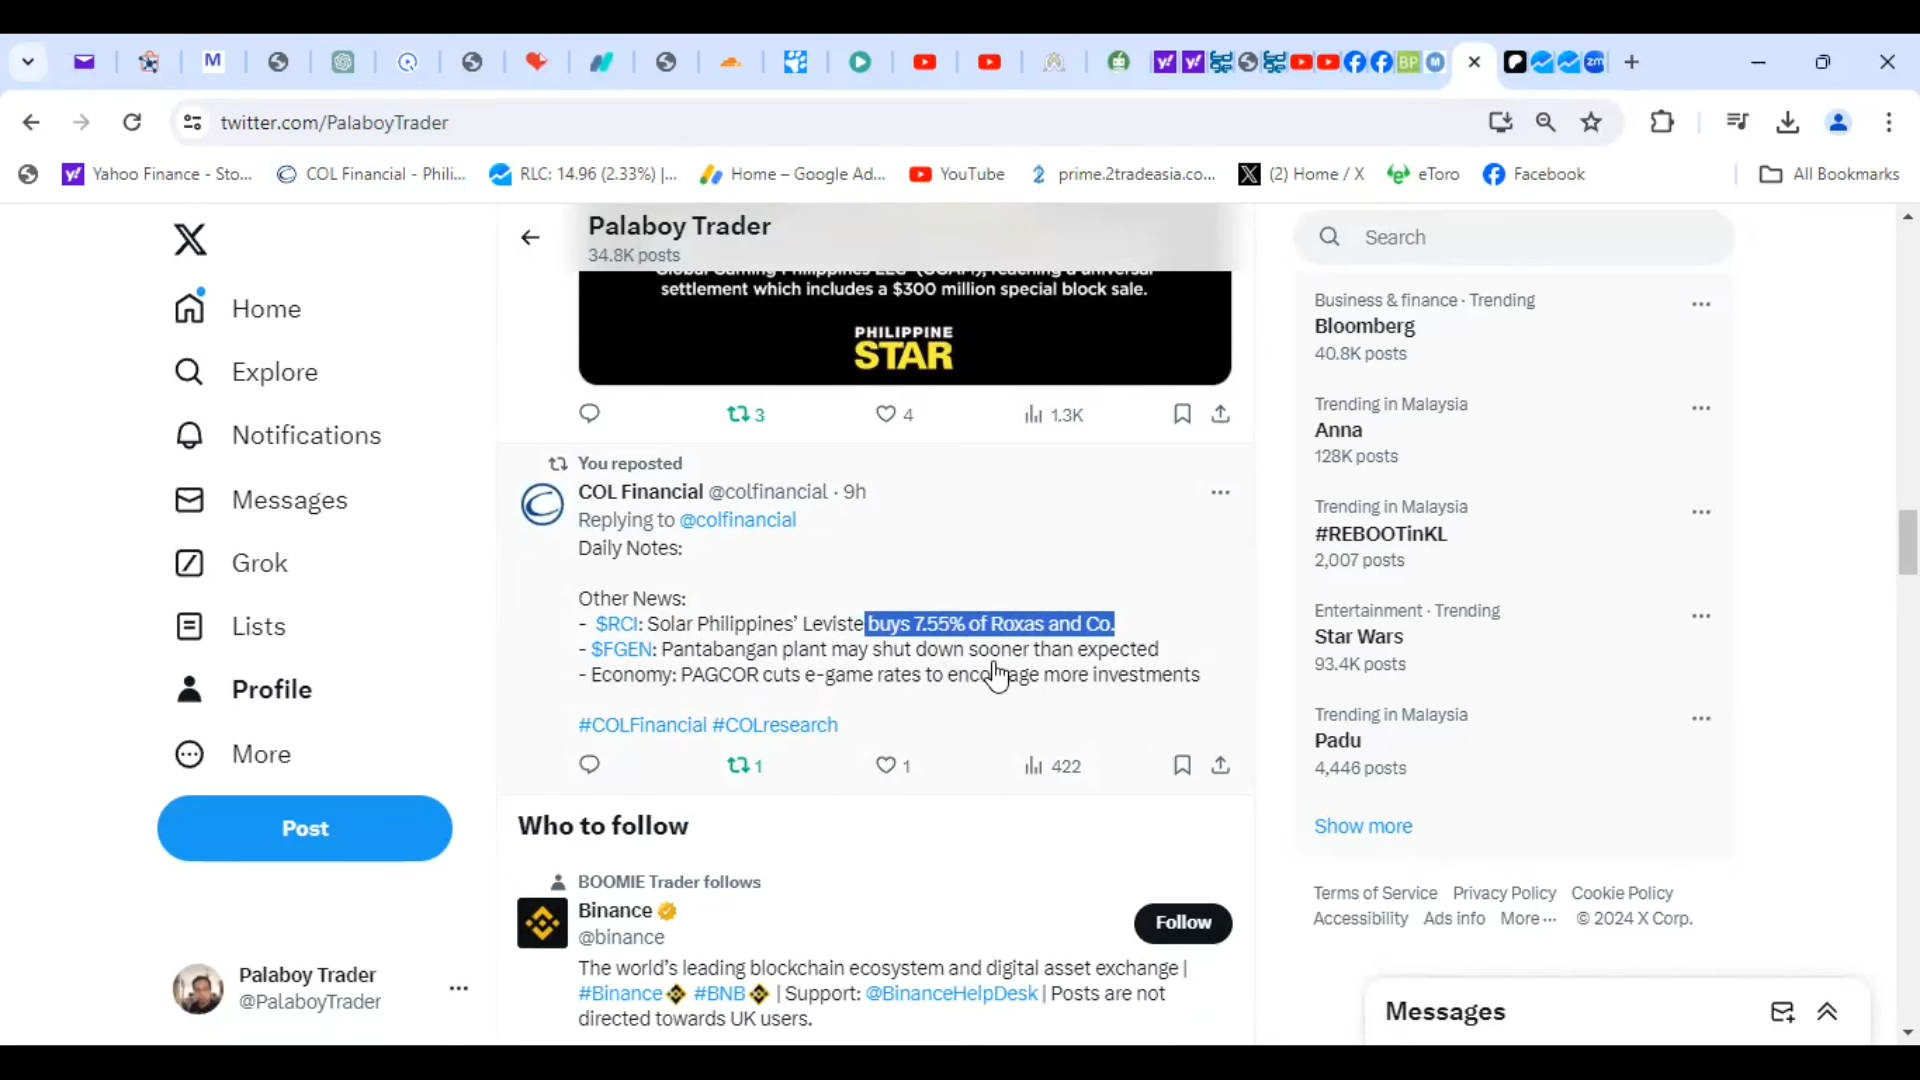 twitter.com/PalaboyTrader
Yahoo Finance - Sto...
COL Financial - Phili...
RLC: 14.96 (2.33%) |...
Home – Google Ad...
YouTube
prime.2tradeasia.co...
(2) Home / X
eToro
Facebook
All Bookmarks
Home
Explore
Notifications
Messages
Grok
Lists
Profile
More
Post
Palaboy Trader
@PalaboyTrader
Palaboy Trader
34.8K posts
settlement which includes a $300 million special block sale.
PHILIPPINE
STAR
3
4
1.3K
You reposted
COL Financial @colfinancial · 9h
Replying to @colfinancial
Daily Notes:
Other News:
- $RCI: Solar Philippines’ Leviste buys 7.55% of Roxas and Co.
- $FGEN: Pantabangan plant may shut down sooner than expected
- Economy: PAGCOR cuts e-game rates to encourage more investments
#COLFinancial #COLresearch
1
1
422
Who to follow
BOOMIE Trader follows
Binance
@binance
Follow
The world’s leading blockchain ecosystem and digital asset exchange |
#Binance #BNB | Support: @BinanceHelpDesk | Posts are not
directed towards UK users.
Search
Business & finance · Trending
Bloomberg
40.8K posts
Trending in Malaysia
Anna
128K posts
Trending in Malaysia
#REBOOTinKL
2,007 posts
Entertainment · Trending
Star Wars
93.4K posts
Trending in Malaysia
Padu
4,446 posts
Show more
Terms of Service Privacy Policy Cookie Policy
Accessibility Ads info More ··· © 2024 X Corp.
Messages